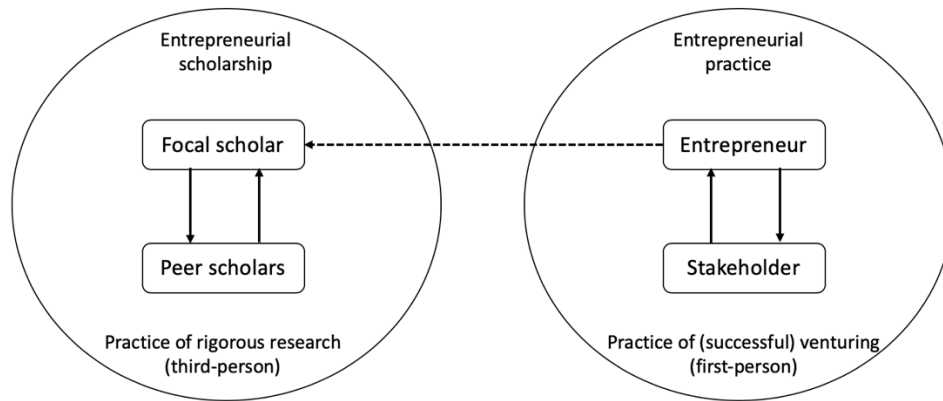 Entrepreneurial
scholarship
Focal scholar
Peer scholars
Practice of rigorous research
(third-person)
Entrepreneurial
practice
Entrepreneur
Stakeholder
Practice of (successful) venturing
(first-person)